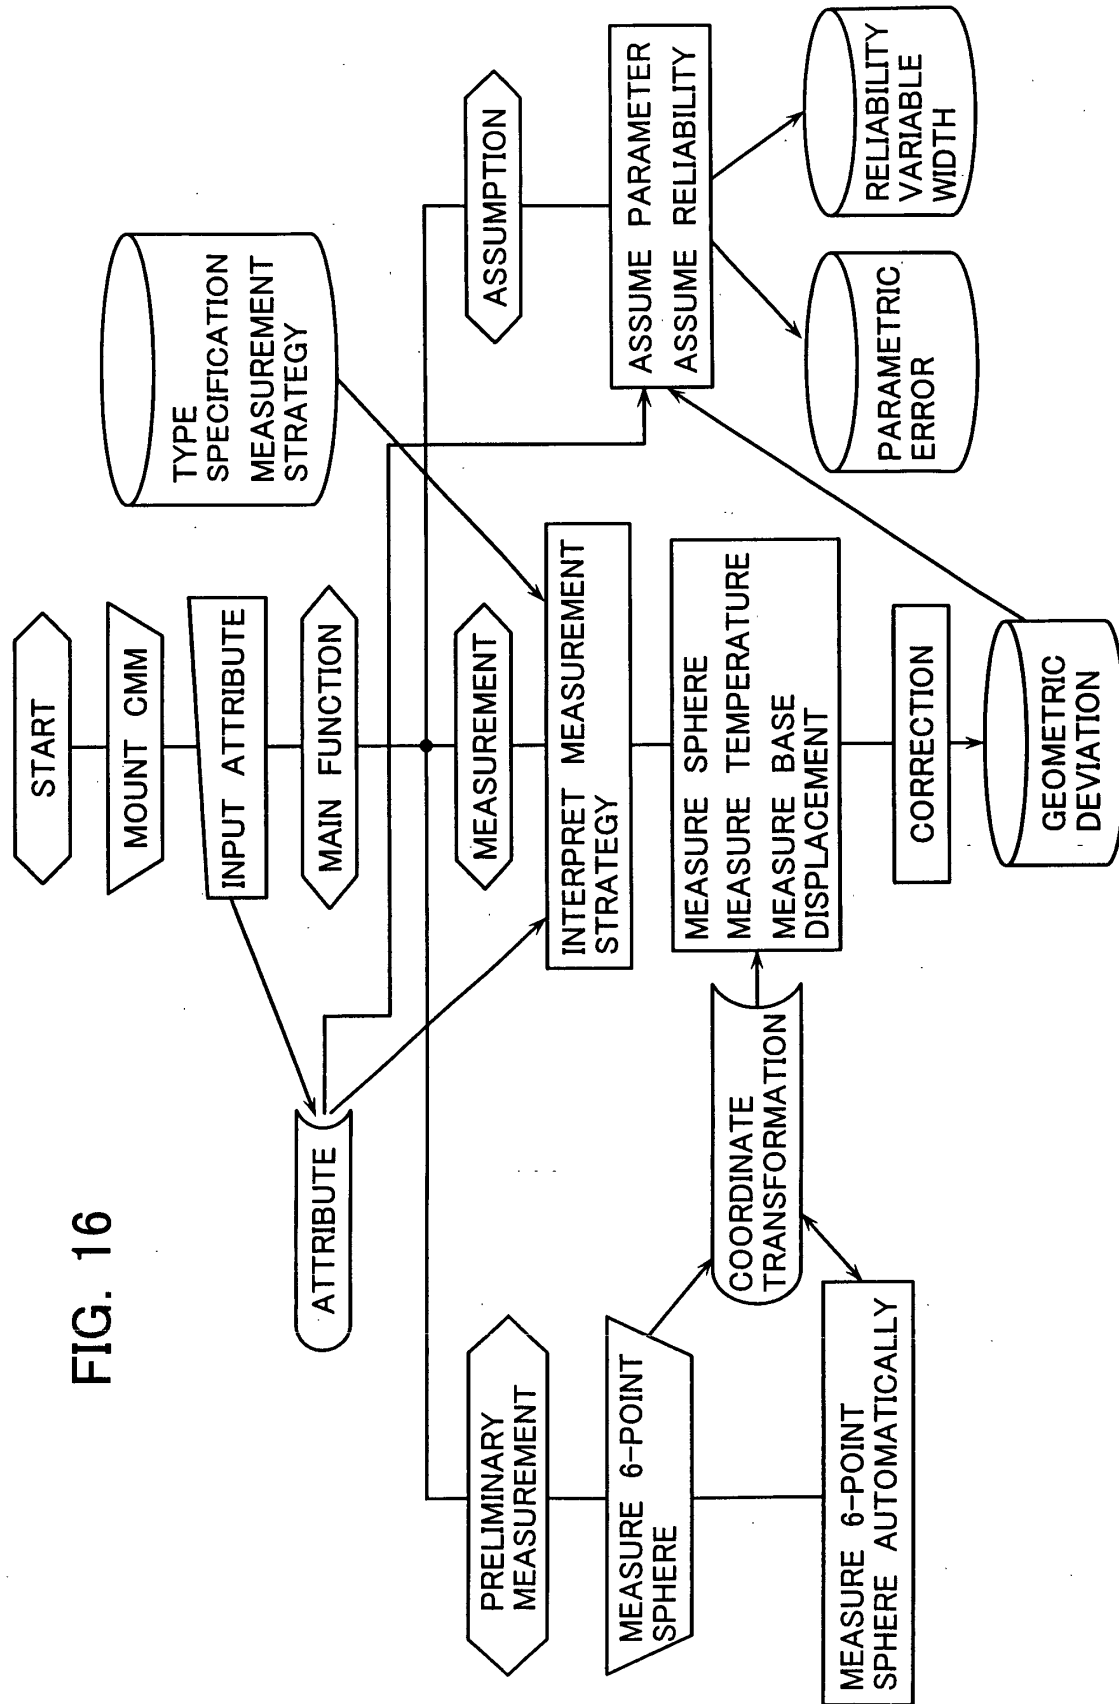 FIG. 16
START
MOUNT CMM
INPUT ATTRIBUTE
MAIN FUNCTION
ATTRIBUTE
TYPE
SPECIFICATION
MEASUREMENT
STRATEGY
PRELIMINARY
MEASUREMENT
MEASUREMENT
ASSUMPTION
MEASURE 6-POINT
SPHERE
INTERPRET MEASUREMENT
STRATEGY
ASSUME PARAMETER
ASSUME RELIABILITY
COORDINATE
TRANSFORMATION
MEASURE SPHERE
MEASURE TEMPERATURE
MEASURE BASE
DISPLACEMENT
MEASURE 6-POINT
SPHERE AUTOMATICALLY
CORRECTION
PARAMETRIC
ERROR
RELIABILITY
VARIABLE
WIDTH
GEOMETRIC
DEVIATION